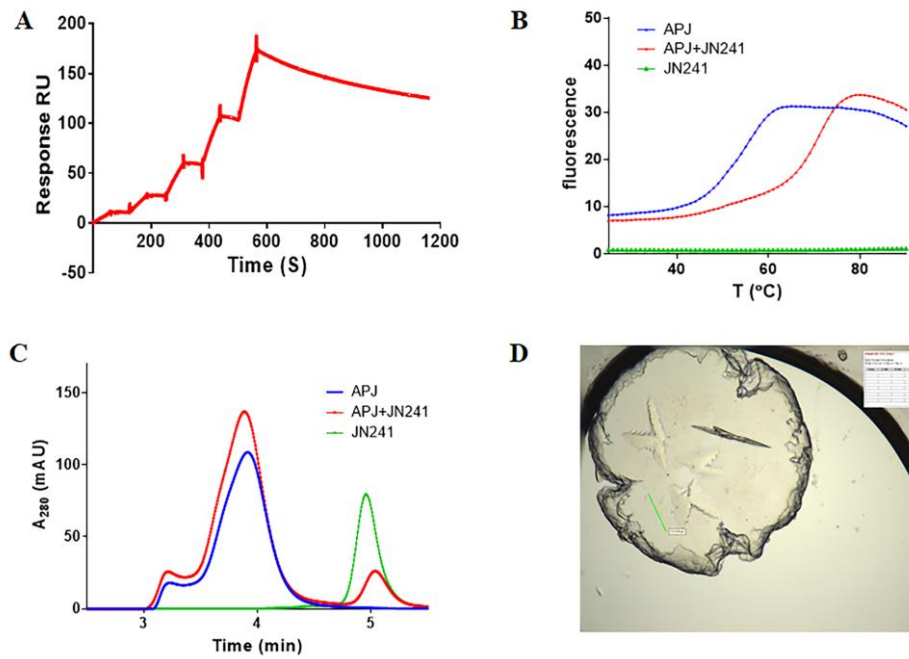 A
200
150
100
50
0
-50
Response RU
200 400 600 800 1000 1200
Time (S)
B
APJ
APJ+JN241
JN241
50
40
30
20
10
0
fluorescence
40 60 80
T (ºC)
C
150
100
50
0
A280 (mAU)
APJ
APJ+JN241
JN241
3 4 5
Time (min)
D